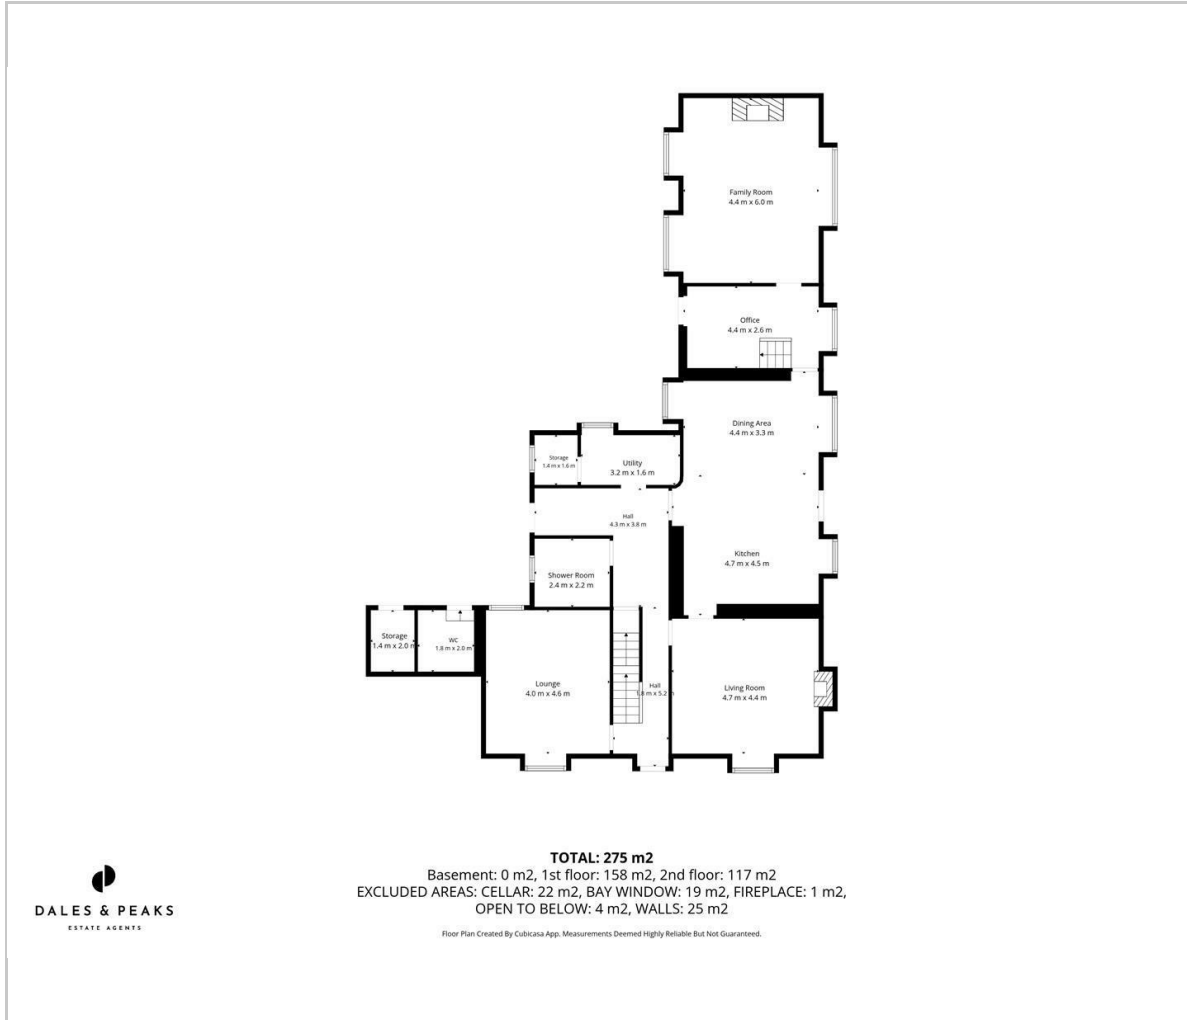 Family Room
4.4 m x 6.0 m
Office
4.4 m x 2.6 m
Dining Area
4.4 m x 3.3 m
Storage
1.4 m x 1.6 m
Utility
3.2 m x 1.6 m
Hall
4.3 m x 3.8 m
Kitchen
4.7 m x 4.5 m
Shower Room
2.4 m x 2.2 m
Storage
1.4 m x 2.0 m
WC
1.8 m x 2.0 m
Lounge
4.0 m x 4.6 m
Hall
1.8 m x 5.2 m
Living Room
4.7 m x 4.4 m
TOTAL: 275 m2
Basement: 0 m2, 1st floor: 158 m2, 2nd floor: 117 m2
EXCLUDED AREAS: CELLAR: 22 m2, BAY WINDOW: 19 m2, FIREPLACE: 1 m2,
OPEN TO BELOW: 4 m2, WALLS: 25 m2
Floor Plan Created By Cubicasa App. Measurements Deemed Highly Reliable But Not Guaranteed.
DALES & PEAKS
ESTATE AGENTS